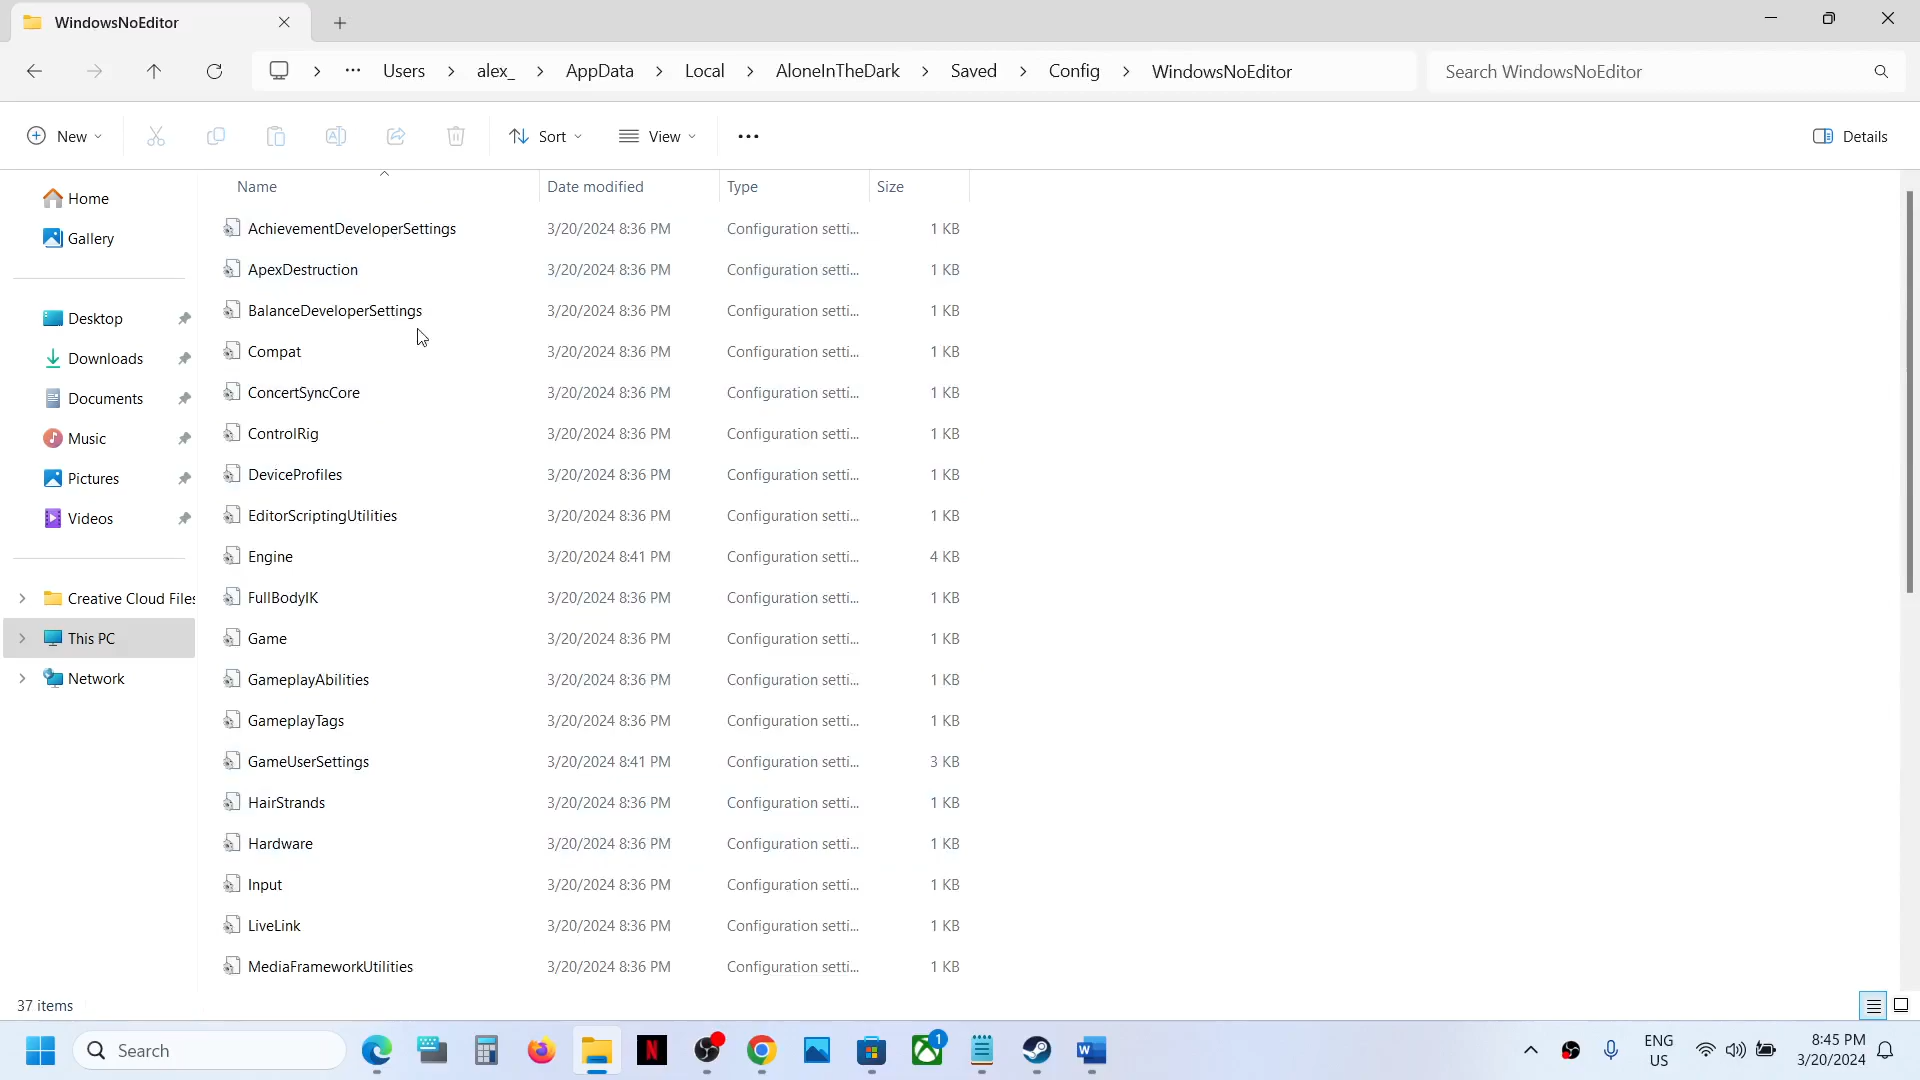 WindowsNoEditor
Users > alex_ > AppData > Local > AloneInTheDark > Saved > Config > WindowsNoEditor
Search WindowsNoEditor
New
Sort
View
Details
Name Date modified Type Size
Home
Gallery
Desktop
Downloads
Documents
Music
Pictures
Videos
Creative Cloud Files
This PC
Network
AchievementDeveloperSettings 3/20/2024 8:36 PM Configuration setti... 1 KB
ApexDestruction 3/20/2024 8:36 PM Configuration setti... 1 KB
BalanceDeveloperSettings 3/20/2024 8:36 PM Configuration setti... 1 KB
Compat 3/20/2024 8:36 PM Configuration setti... 1 KB
ConcertSyncCore 3/20/2024 8:36 PM Configuration setti... 1 KB
ControlRig 3/20/2024 8:36 PM Configuration setti... 1 KB
DeviceProfiles 3/20/2024 8:36 PM Configuration setti... 1 KB
EditorScriptingUtilities 3/20/2024 8:36 PM Configuration setti... 1 KB
Engine 3/20/2024 8:41 PM Configuration setti... 4 KB
FullBodyIK 3/20/2024 8:36 PM Configuration setti... 1 KB
Game 3/20/2024 8:36 PM Configuration setti... 1 KB
GameplayAbilities 3/20/2024 8:36 PM Configuration setti... 1 KB
GameplayTags 3/20/2024 8:36 PM Configuration setti... 1 KB
GameUserSettings 3/20/2024 8:41 PM Configuration setti... 3 KB
HairStrands 3/20/2024 8:36 PM Configuration setti... 1 KB
Hardware 3/20/2024 8:36 PM Configuration setti... 1 KB
Input 3/20/2024 8:36 PM Configuration setti... 1 KB
LiveLink 3/20/2024 8:36 PM Configuration setti... 1 KB
MediaFrameworkUtilities 3/20/2024 8:36 PM Configuration setti... 1 KB
37 items
Search
N
1
W
ENG
US
8:45 PM
3/20/2024